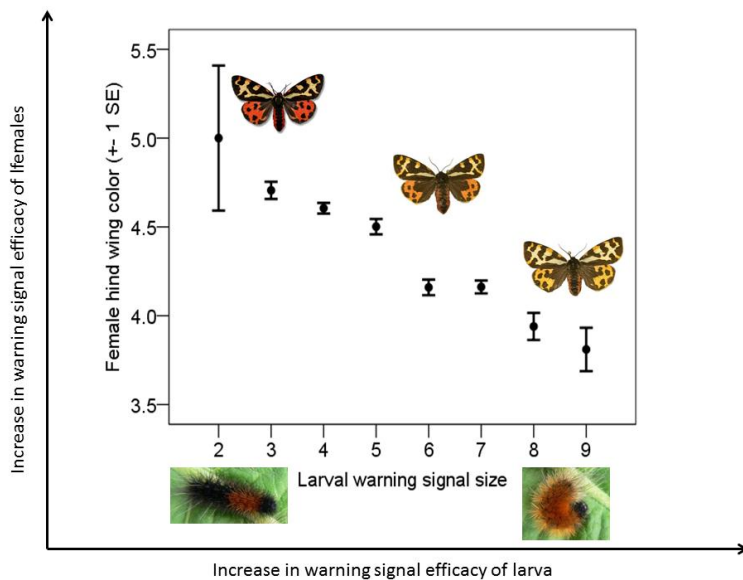 Increase in warning signal efficacy of lfemales
Female hind wing color (+- 1 SE)
5.5
5.0
4.5
4.0
3.5
2 3 4 5 6 7 8 9
Larval warning signal size
Increase in warning signal efficacy of larva